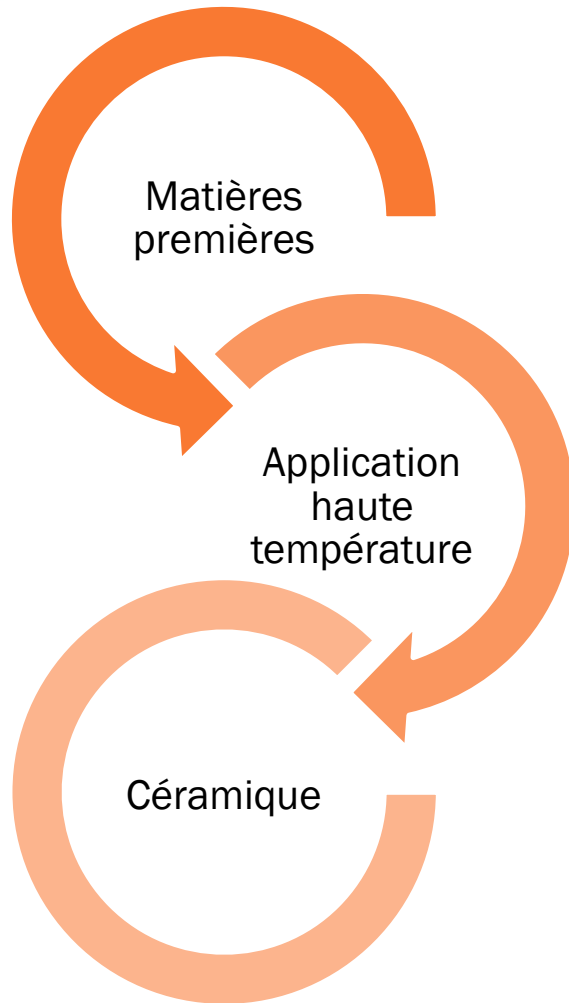 Matières
premières
Application
haute
température
Céramique